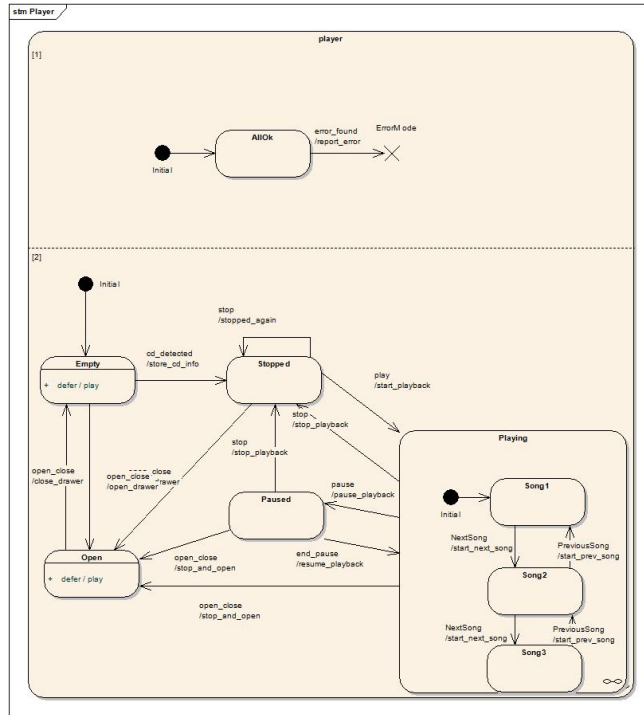 stm Player
player
[1]
AllOk
error_found
/report_error
ErrorMode
Initial
[2]
Initial
stop
/stopped_again
cd_detected
/store_cd_info
Empty
+ defer / play
Stopped
play
/start_playback
stop
/stop_playback
stop
/stop_playback
Playing
open_close
/close_drawer
open_close
/open_drawer
close
drawer
Paused
pause
/pause_playback
Initial
Song1
NextSong
/start_next_song
PreviousSong
/start_prev_song
Open
+ defer / play
open_close
/stop_and_open
end_pause
/resume_playback
Song2
open_close
/stop_and_open
NextSong
/start_next_song
PreviousSong
/start_prev_song
Song3